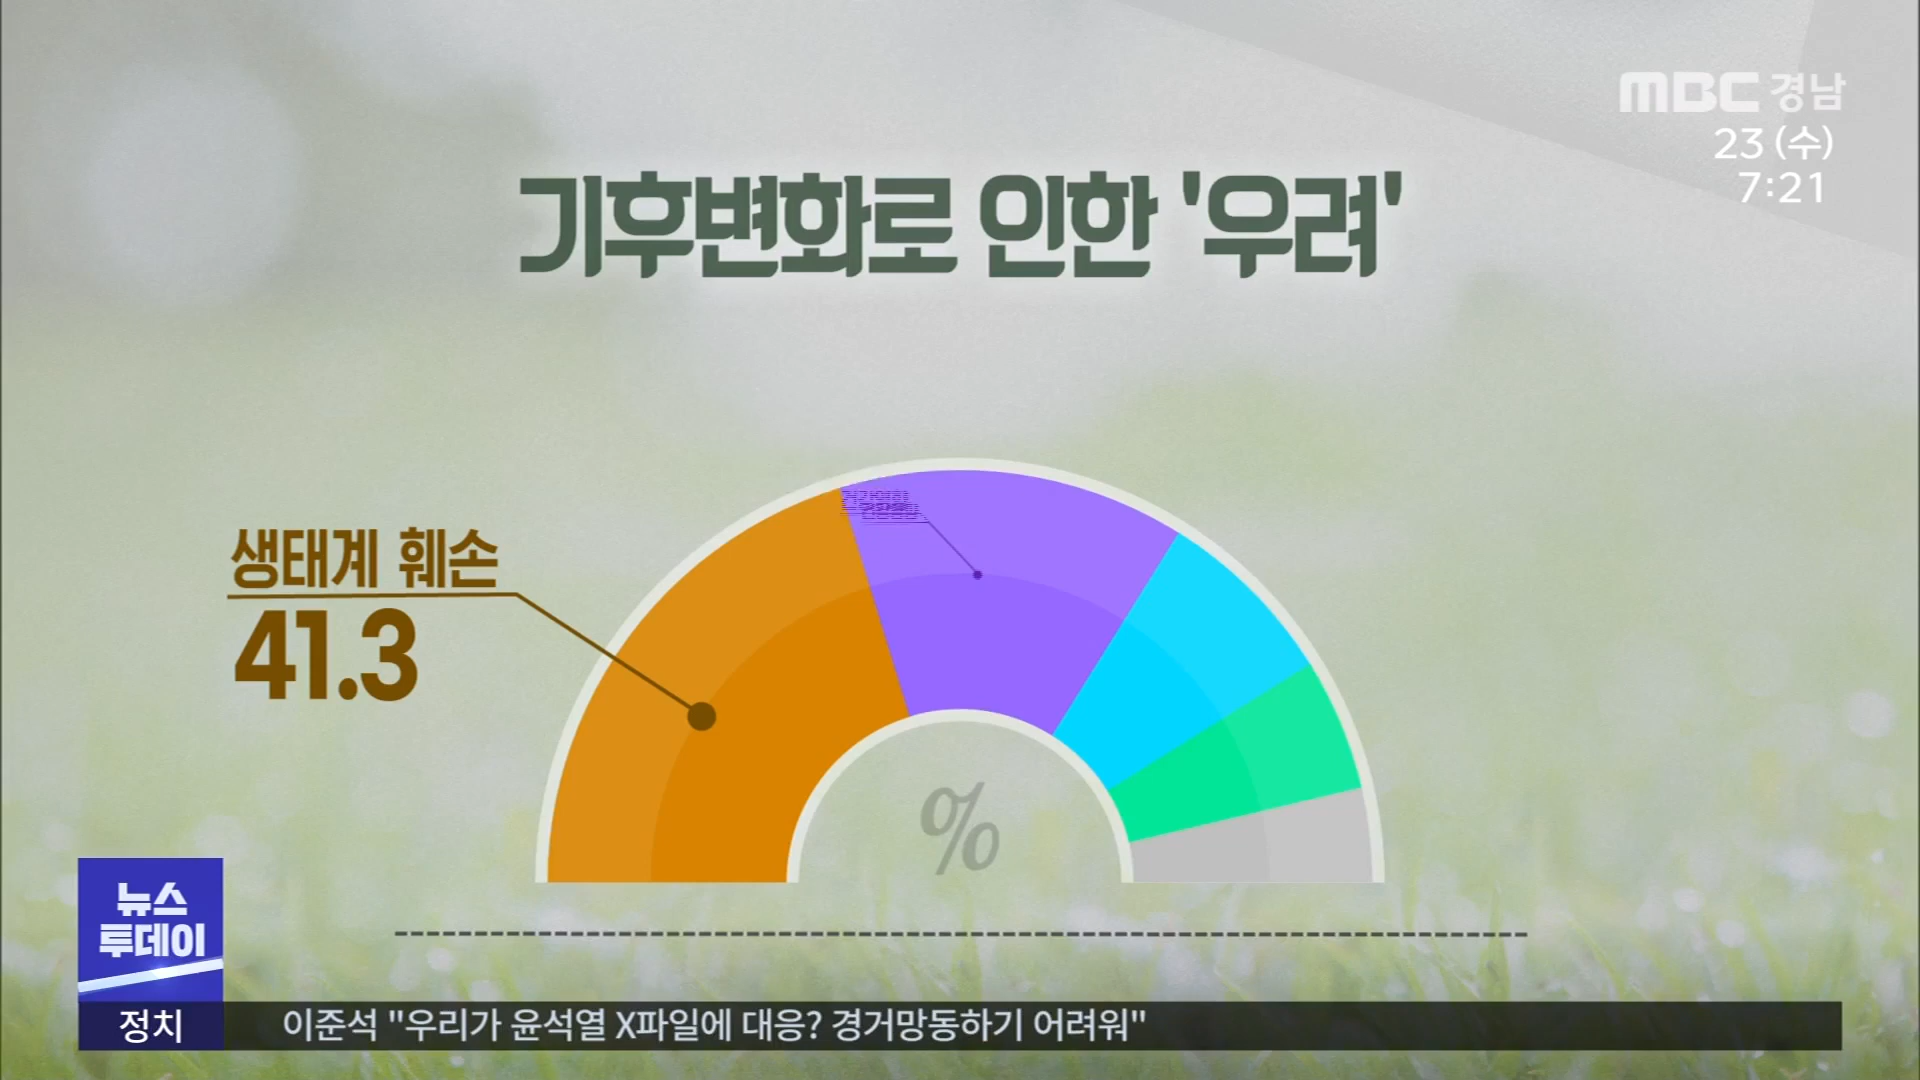 MBC 경남
23 (수)
7:21
기후변화로 인한 '우려'
생태계 훼손
41.3
%
뉴스
투데이
정치
이준석 "우리가 윤석열 X파일에 대응? 경거망동하기 어려워"